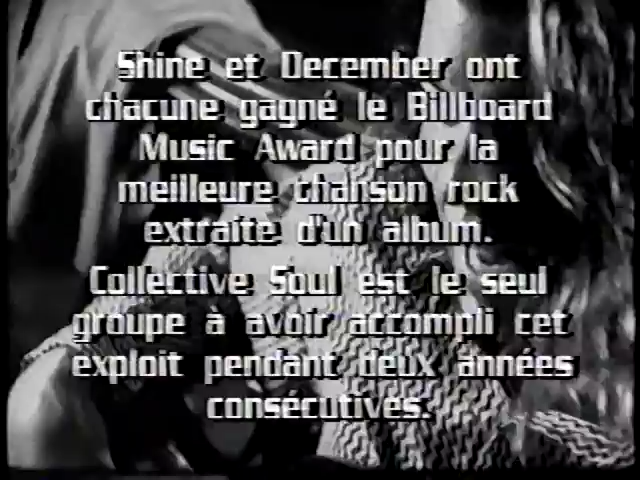 Shine et December ont
chacune gagné le Billboard
Music Award pour la
meilleure chanson rock
extraite d'un album.
Collective Soul est le seul
groupe à avoir accompli cet
exploit pendant deux années
consécutives.